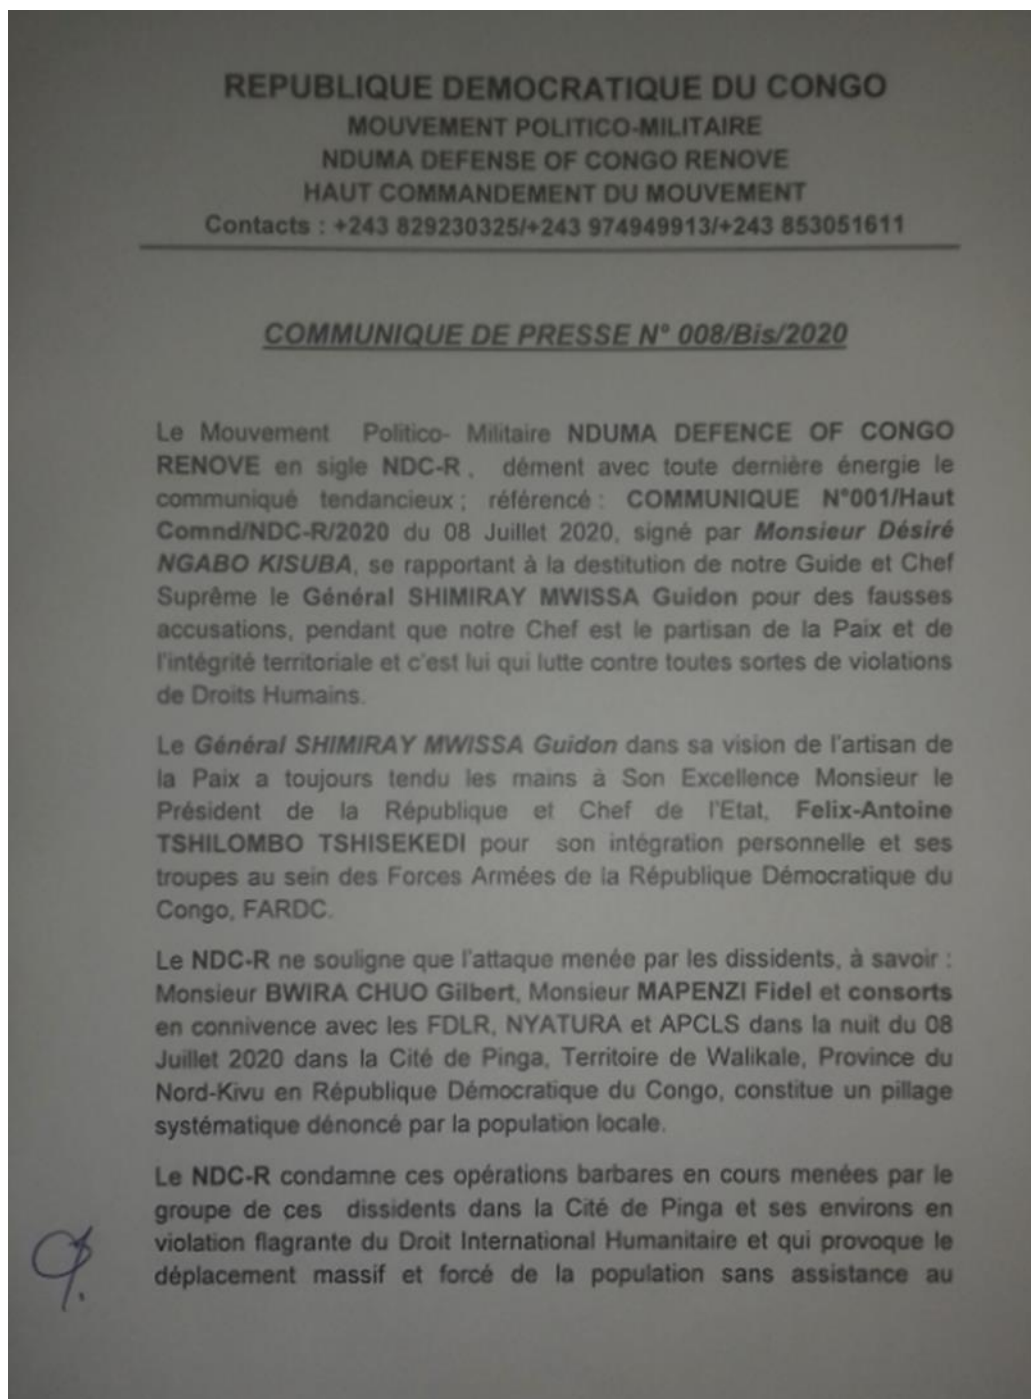 REPUBLIQUE DEMOCRATIQUE DU CONGO
MOUVEMENT POLITICO-MILITAIRE
NDUMA DEFENSE OF CONGO RENOVE
HAUT COMMANDEMENT DU MOUVEMENT
Contacts : +243 829230325/+243 974949913/+243 853051611
COMMUNIQUE DE PRESSE N° 008/Bis/2020
Le Mouvement Politico- Militaire NDUMA DEFENCE OF CONGO
RENOVE en sigle NDC-R , dément avec toute dernière énergie le
communiqué tendancieux ; référencé : COMMUNIQUE N°001/Haut
Comnd/NDC-R/2020 du 08 Juillet 2020, signé par Monsieur Désiré
NGABO KISUBA, se rapportant à la destitution de notre Guide et Chef
Suprême le Général SHIMIRAY MWISSA Guidon pour des fausses
accusations, pendant que notre Chef est le partisan de la Paix et de
l'intégrité territoriale et c'est lui qui lutte contre toutes sortes de violations
de Droits Humains.
Le Général SHIMIRAY MWISSA Guidon dans sa vision de l'artisan de
la Paix a toujours tendu les mains à Son Excellence Monsieur le
Président de la République et Chef de l'Etat, Felix-Antoine
TSHILOMBO TSHISEKEDI pour son intégration personnelle et ses
troupes au sein des Forces Armées de la République Démocratique du
Congo, FARDC.
Le NDC-R ne souligne que l'attaque menée par les dissidents, à savoir :
Monsieur BWIRA CHUO Gilbert, Monsieur MAPENZI Fidel et consorts
en connivence avec les FDLR, NYATURA et APCLS dans la nuit du 08
Juillet 2020 dans la Cité de Pinga, Territoire de Walikale, Province du
Nord-Kivu en République Démocratique du Congo, constitue un pillage
systématique dénoncé par la population locale.
Le NDC-R condamne ces opérations barbares en cours menées par le
groupe de ces dissidents dans la Cité de Pinga et ses environs en
violation flagrante du Droit International Humanitaire et qui provoque le
déplacement massif et forcé de la population sans assistance au